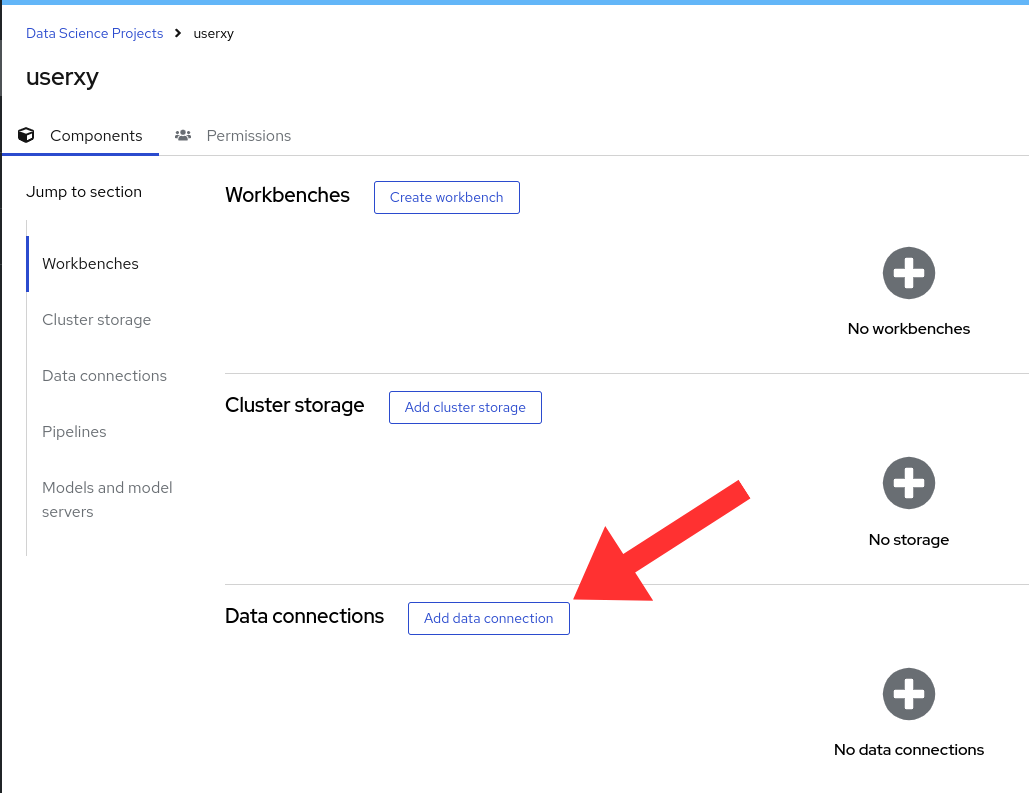 Data Science Projects > userxy
userxy
Components Permissions
Jump to section
Workbenches
Cluster storage
Data connections
Pipelines
Models and model
servers
Workbenches Create workbench
No workbenches
Cluster storage Add cluster storage
No storage
Data connections Add data connection
No data connections